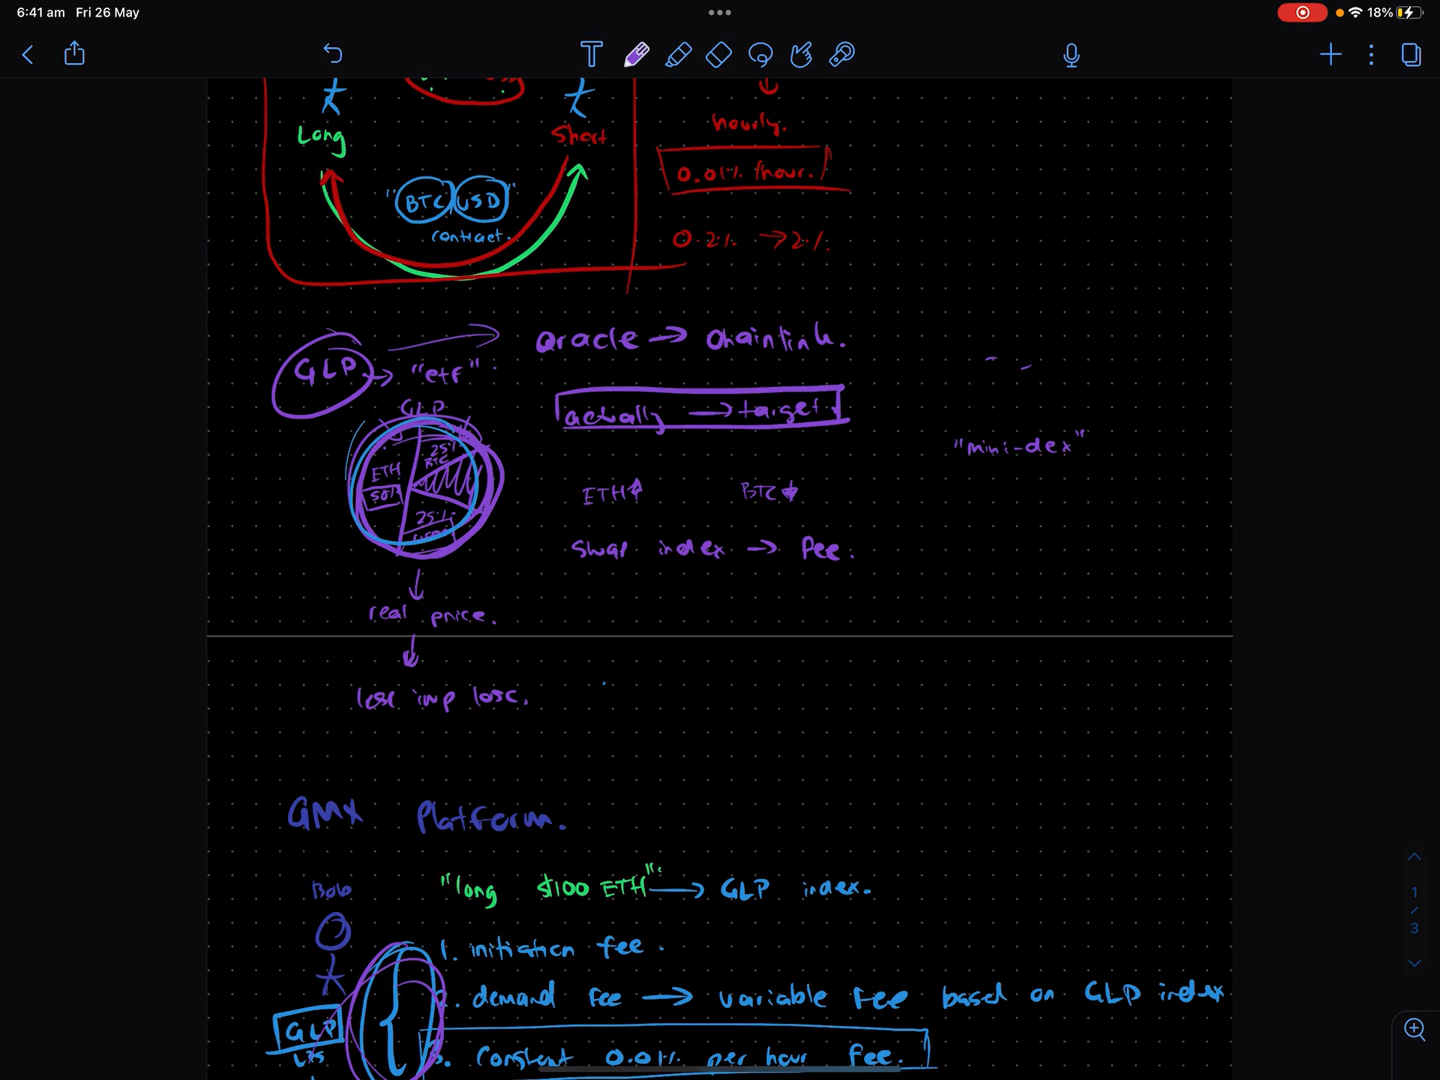 6:41 am Fri 26 May
18%
Long
Short
"BTC USD"
contract.
hourly.
0.01% /hour.
0.2% → 2%
GLP → "etf"
Oracle → Chainlink.
GLP
actually → target
25%
BTC
ETH
50%
25%
"mini-dex"
ETH↑ BTC↓
swap index → fee.
real price.
less imp loss.
GMX Platform.
Bob
"long $100 ETH" → GLP index.
1. initiation fee.
2. demand fee → variable fee based on GLP index
3. constant 0.01% per hour fee.
GLP
LPs
1
/
3